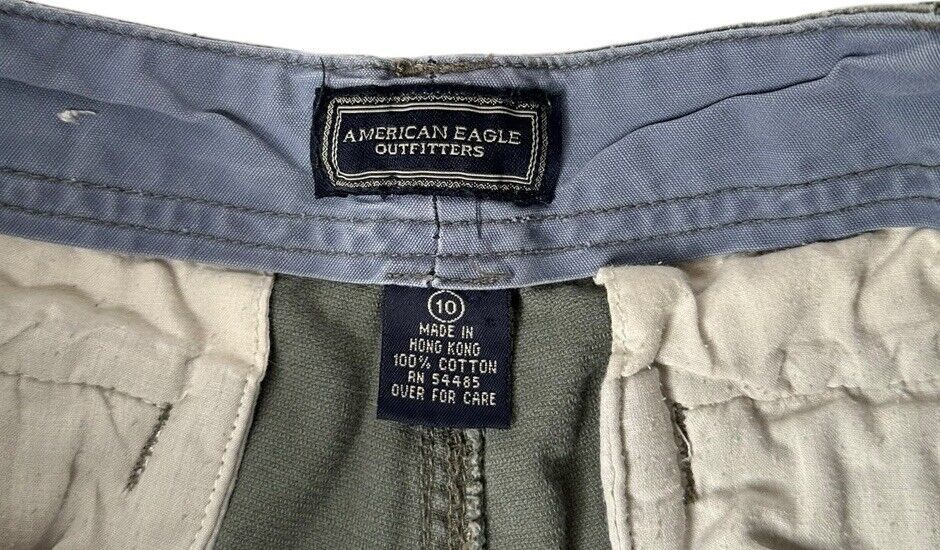 AMERICAN EAGLE
OUTFITTERS
10
MADE IN
HONG KONG
100% COTTON
RN 54485
OVER FOR CARE